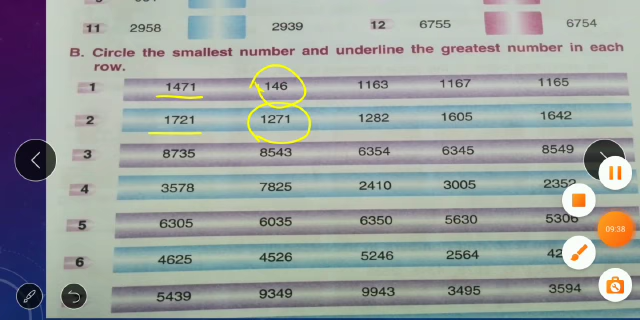 11 2958 2939 12 6755 6754
B. Circle the smallest number and underline the greatest number in each
row.
1 1471 146 1163 1167 1165
2 1721 1271 1282 1605 1642
3 8735 8543 6354 6345 8549
4 3578 7825 2410 3005 2352
5 6305 6035 6350 5630 5306
6 4625 4526 5246 2564
5439 9349 9943 3495 3594
09:38